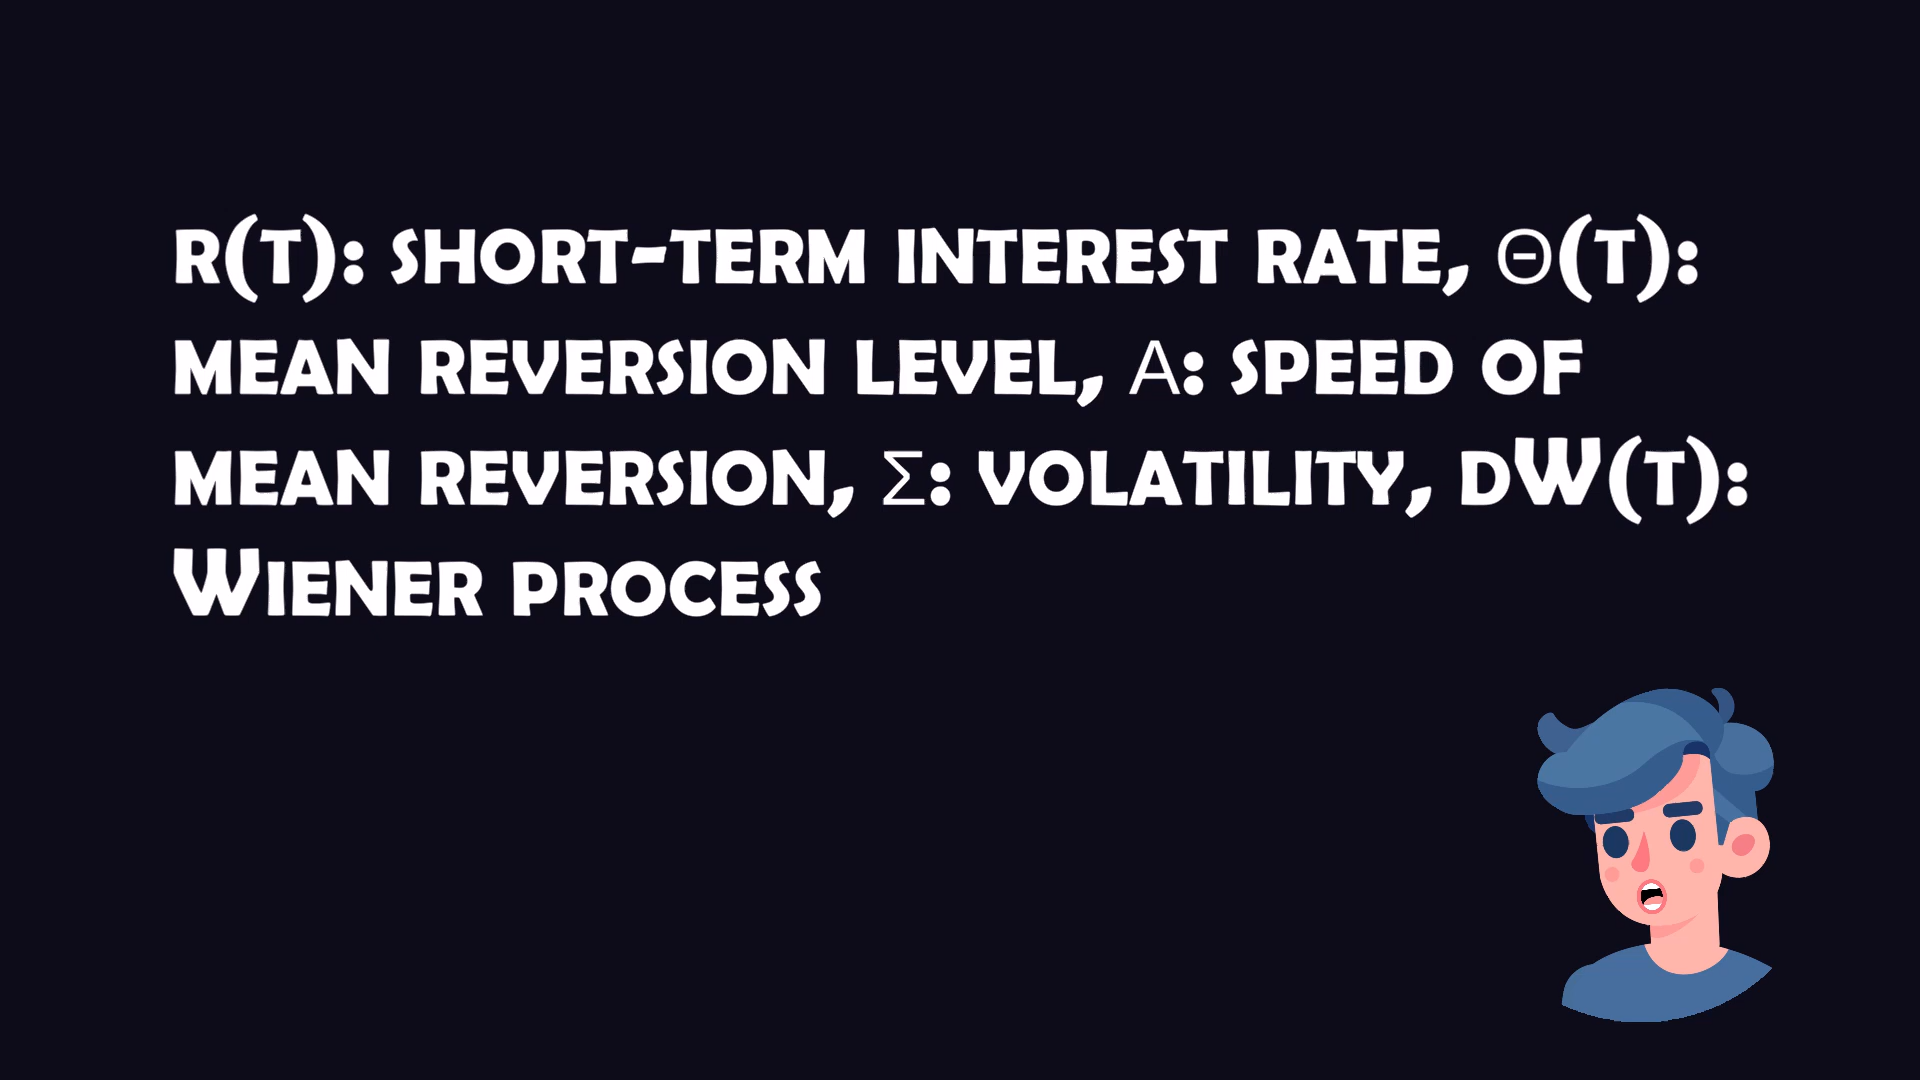 R(T): SHORT-TERM INTEREST RATE, Θ(T):
MEAN REVERSION LEVEL, Α: SPEED OF
MEAN REVERSION, Σ: VOLATILITY, DW(T):
WIENER PROCESS